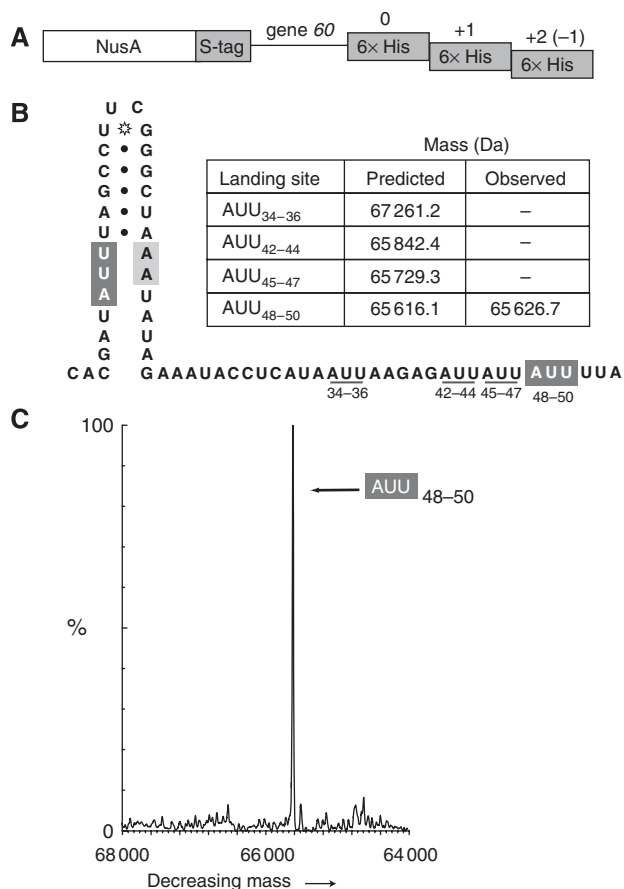 A
NusA S-tag gene 60 0 6× His +1 6× His +2 (–1) 6× His
B
U C
U G
C G
C G
G C
A U
U A
U A
U A
A U
U A
A U
G A
CAC GAAAUACCUCAUAAUUAAGAGAUUAUUAUUUUA
34–36 42–44 45–47 48–50
Mass (Da)
Landing site Predicted Observed
AUU34–36 67261.2 –
AUU42–44 65842.4 –
AUU45–47 65729.3 –
AUU48–50 65616.1 65626.7
C
100
AUU 48–50
%
0
68000 66000 64000
Decreasing mass →